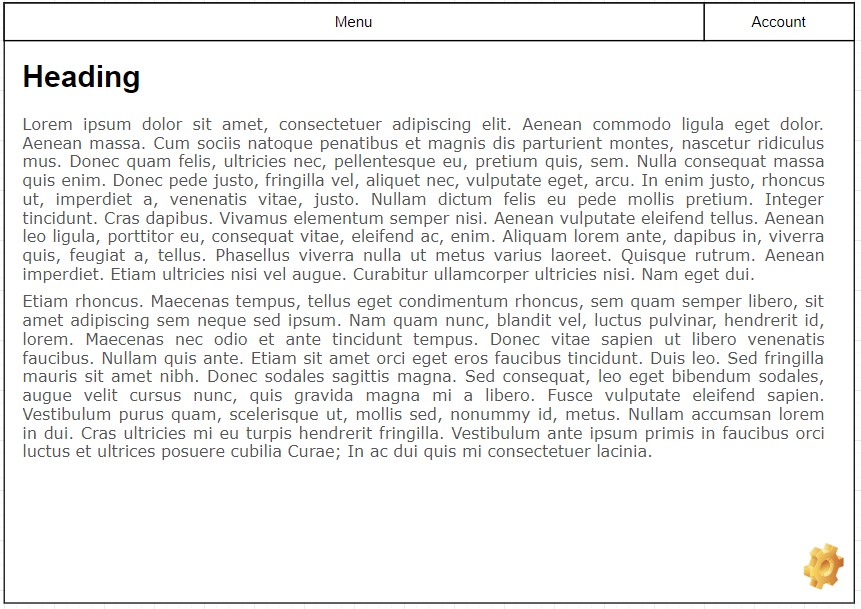 Menu Account
Heading
Lorem ipsum dolor sit amet, consectetuer adipiscing elit. Aenean commodo ligula eget dolor.
Aenean massa. Cum sociis natoque penatibus et magnis dis parturient montes, nascetur ridiculus
mus. Donec quam felis, ultricies nec, pellentesque eu, pretium quis, sem. Nulla consequat massa
quis enim. Donec pede justo, fringilla vel, aliquet nec, vulputate eget, arcu. In enim justo, rhoncus
ut, imperdiet a, venenatis vitae, justo. Nullam dictum felis eu pede mollis pretium. Integer
tincidunt. Cras dapibus. Vivamus elementum semper nisi. Aenean vulputate eleifend tellus. Aenean
leo ligula, porttitor eu, consequat vitae, eleifend ac, enim. Aliquam lorem ante, dapibus in, viverra
quis, feugiat a, tellus. Phasellus viverra nulla ut metus varius laoreet. Quisque rutrum. Aenean
imperdiet. Etiam ultricies nisi vel augue. Curabitur ullamcorper ultricies nisi. Nam eget dui.
Etiam rhoncus. Maecenas tempus, tellus eget condimentum rhoncus, sem quam semper libero, sit
amet adipiscing sem neque sed ipsum. Nam quam nunc, blandit vel, luctus pulvinar, hendrerit id,
lorem. Maecenas nec odio et ante tincidunt tempus. Donec vitae sapien ut libero venenatis
faucibus. Nullam quis ante. Etiam sit amet orci eget eros faucibus tincidunt. Duis leo. Sed fringilla
mauris sit amet nibh. Donec sodales sagittis magna. Sed consequat, leo eget bibendum sodales,
augue velit cursus nunc, quis gravida magna mi a libero. Fusce vulputate eleifend sapien.
Vestibulum purus quam, scelerisque ut, mollis sed, nonummy id, metus. Nullam accumsan lorem
in dui. Cras ultricies mi eu turpis hendrerit fringilla. Vestibulum ante ipsum primis in faucibus orci
luctus et ultrices posuere cubilia Curae; In ac dui quis mi consectetuer lacinia.